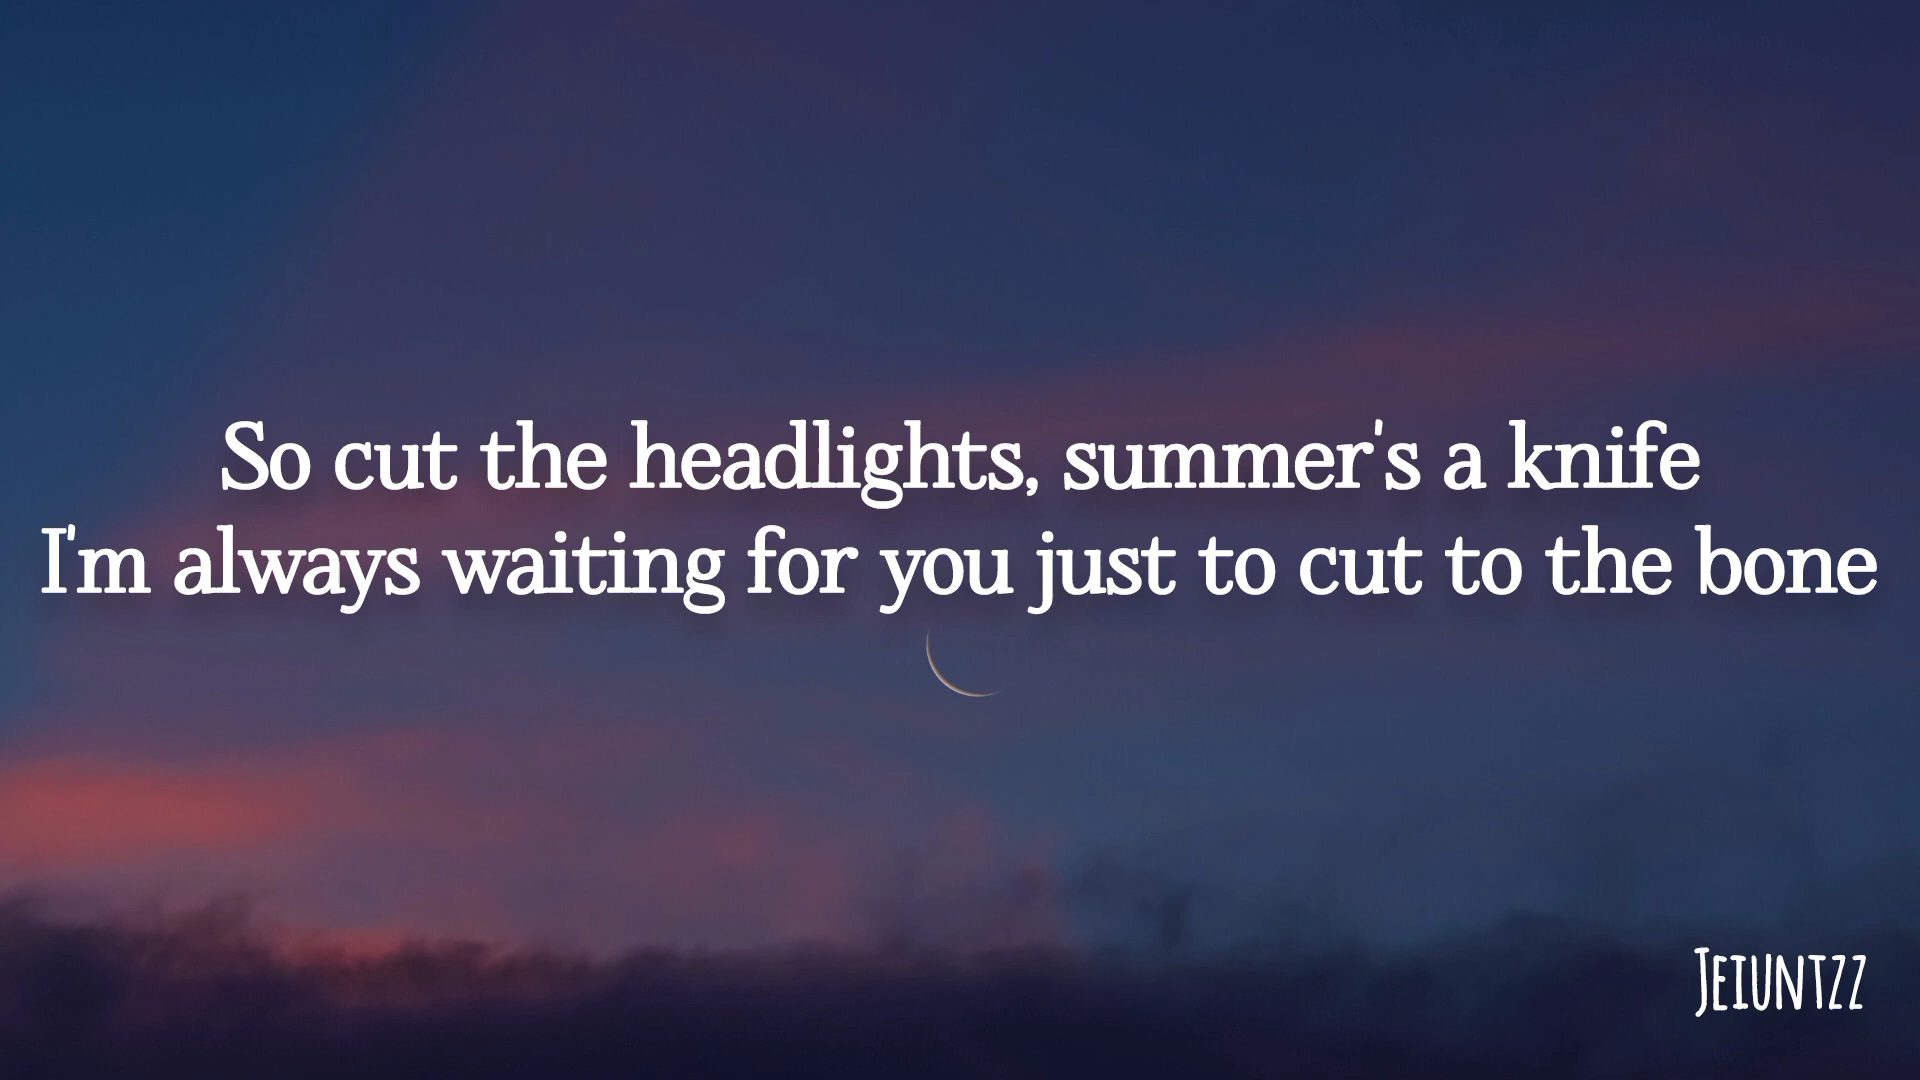 So cut the headlights, summer's a knife
I'm always waiting for you just to cut to the bone
Jeiuntzz